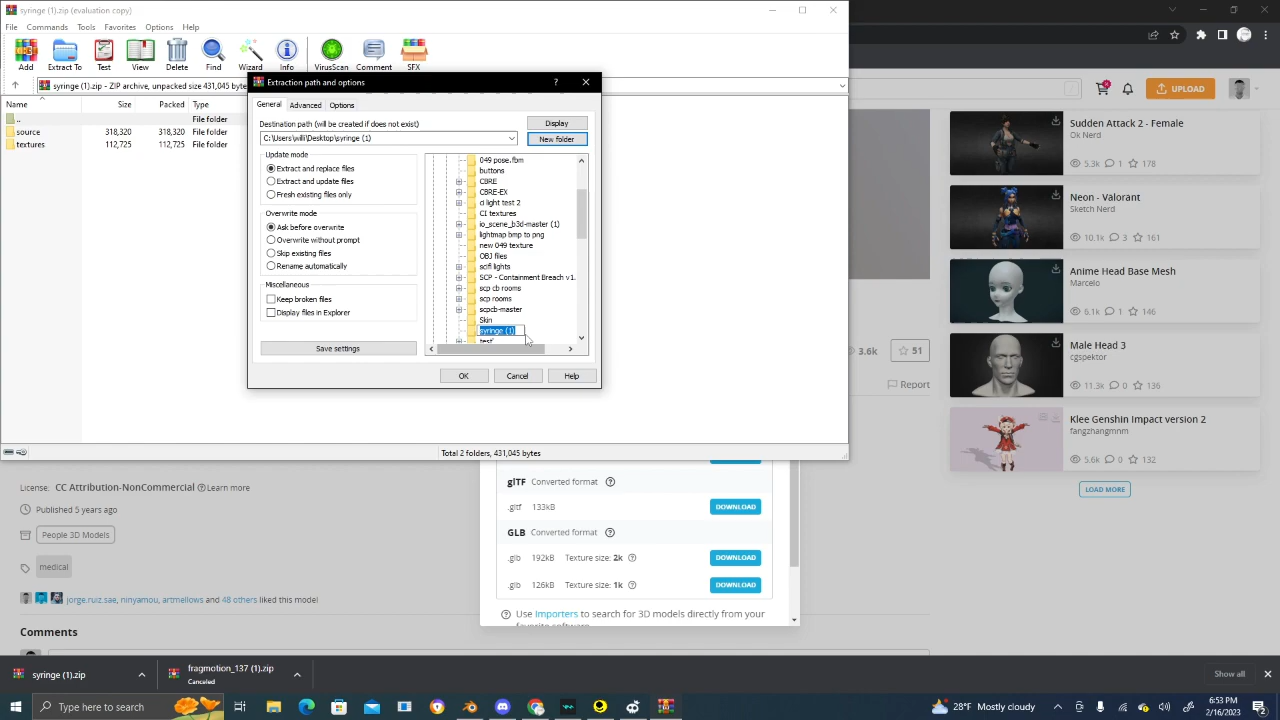 syringe (1).zip (evaluation copy)
File Commands Tools Favorites Options Help
Add Extract To Test View Delete Find Wizard Info VirusScan Comment SFX
syringe (1).zip - ZIP archive, unpacked size 431,045 byte
Name Size Packed Type
.. File folder
source 318,320 318,320 File folder
textures 112,725 112,725 File folder
Total 2 folders, 431,045 bytes
Extraction path and options
General Advanced Options
Destination path (will be created if does not exist)
C:\Users\willi\Desktop\syringe (1)
Display
New folder
Update mode
Extract and replace files
Extract and update files
Fresh existing files only
Overwrite mode
Ask before overwrite
Overwrite without prompt
Skip existing files
Rename automatically
Miscellaneous
Keep broken files
Display files in Explorer
Save settings
049 pose.fbm
buttons
CBRE
CBRE-EX
CI textures
io_scene_b3d-master (1)
lightmap bmp to png
new 049 texture
OBJ files
scifi lights
SCP - Containment Breach v1.
scp cb rooms
scp rooms
scpcb-master
Skin
syringe (1)
test'
OK Cancel Help
UPLOAD
Sudden Attack 2 - Female
Ok Nerd
5.3k 1 178
Neon - Valorant
Sketch Nerd
10.1k 3 161
Anime Head Base Mesh
Marcelo
6.1k 1 146
Male Head 3
cgspektor
11.3k 0 136
Klee Genshin Impact version 2
fangzhangmnm
5.6k 0 132
LOAD MORE
3.6k 51
Report
License: CC Attribution-NonCommercial Learn more
Published 5 years ago
People 3D Models
medical
jorge.ruiz.sae, ninyamou, artmellows and 48 others liked this model
Comments
glTF Converted format
.gltf 133kB DOWNLOAD
GLB Converted format
.glb 192kB Texture size: 2k DOWNLOAD
.glb 126kB Texture size: 1k DOWNLOAD
Use Importers to search for 3D models directly from your
favorite software
syringe (1).zip
fragmotion_137 (1).zip
Canceled
Show all
Type here to search
28°F Mostly cloudy
6:53 PM
2/16/2023